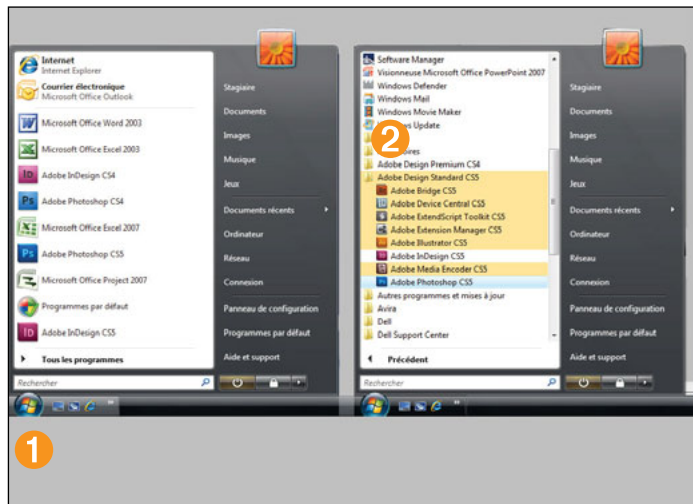 Internet
Internet Explorer
Courrier électronique
Microsoft Office Outlook
Microsoft Office Word 2003
Microsoft Office Excel 2003
Adobe InDesign CS4
Adobe Photoshop CS4
Microsoft Office Excel 2007
Adobe Photoshop CS5
Microsoft Office Project 2007
Programmes par défaut
Adobe InDesign CS5
Tous les programmes
Rechercher
Stagiaire
Documents
Images
Musique
Jeux
Documents récents
Ordinateur
Réseau
Connexion
Panneau de configuration
Programmes par défaut
Aide et support
1
Software Manager
Visionneuse Microsoft Office PowerPoint 2007
Windows Defender
Windows Mail
Windows Movie Maker
Update
2
Adobe Design Premium CS4
Adobe Design Standard CS5
Adobe Bridge CS5
Adobe Device Central CS5
Adobe ExtendScript Toolkit CS5
Adobe Extension Manager CS5
Adobe Illustrator CS5
Adobe InDesign CS5
Adobe Media Encoder CS5
Adobe Photoshop CS5
Autres programmes et mises à jour
Avira
Dell
Dell Support Center
Précédent
Rechercher
Stagiaire
Documents
Images
Musique
Jeux
Documents récents
Ordinateur
Réseau
Connexion
Panneau de configuration
Programmes par défaut
Aide et support